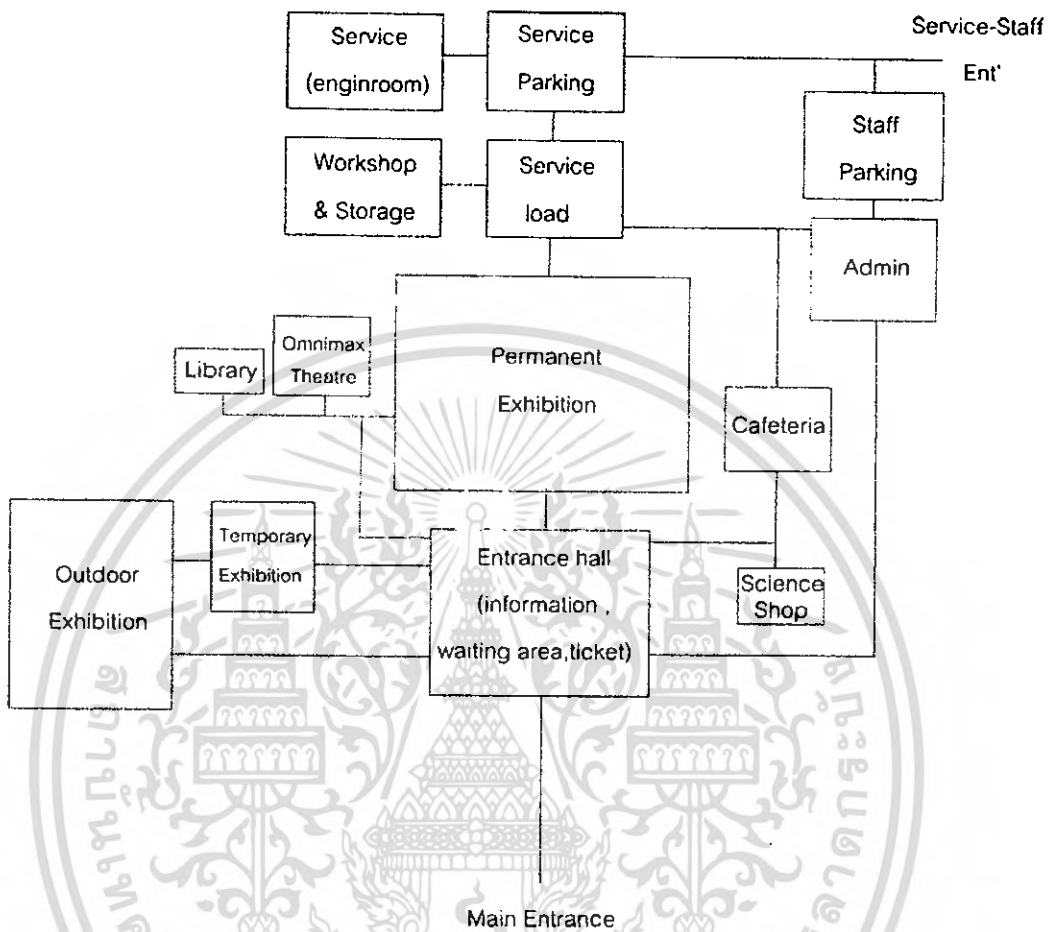 Service
(enginroom)
Service
Parking
Service-Staff
Ent'
Staff
Parking
Workshop
& Storage
Service
load
Admin
Library
Omnimax
Theatre
Permanent
Exhibition
Cafeteria
Outdoor
Exhibition
Temporary
Exhibition
Entrance hall
(information ,
waiting area,ticket)
Science
Shop
Main Entrance